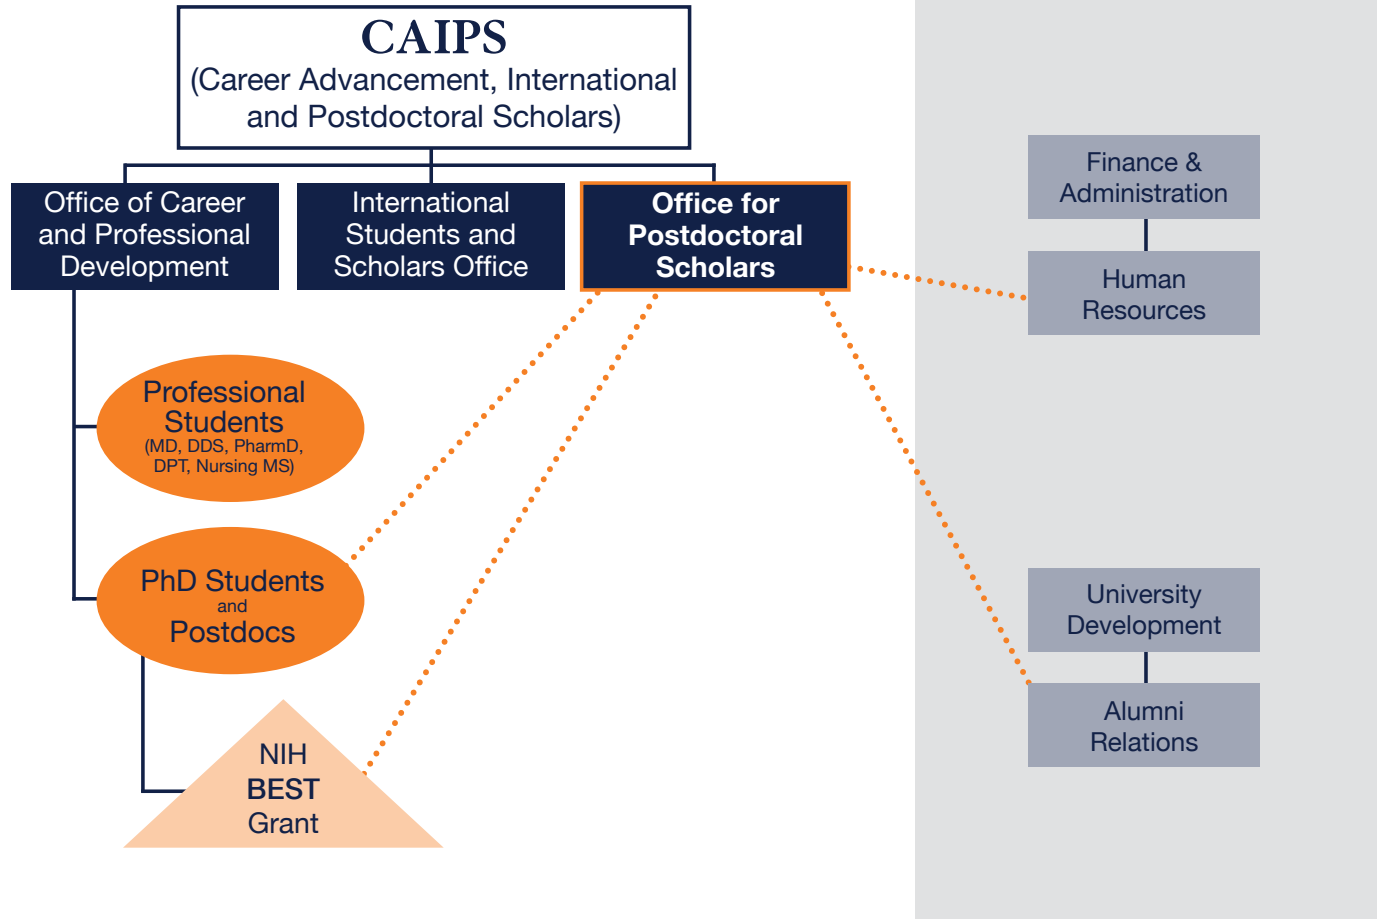 CAIPS
(Career Advancement, International
and Postdoctoral Scholars)
Office of Career
and Professional
Development
International
Students and
Scholars Office
Office for
Postdoctoral
Scholars
Finance &
Administration
Human
Resources
Professional
Students
(MD, DDS, PharmD,
DPT, Nursing MS)
PhD Students
and
Postdocs
NIH
BEST
Grant
University
Development
Alumni
Relations